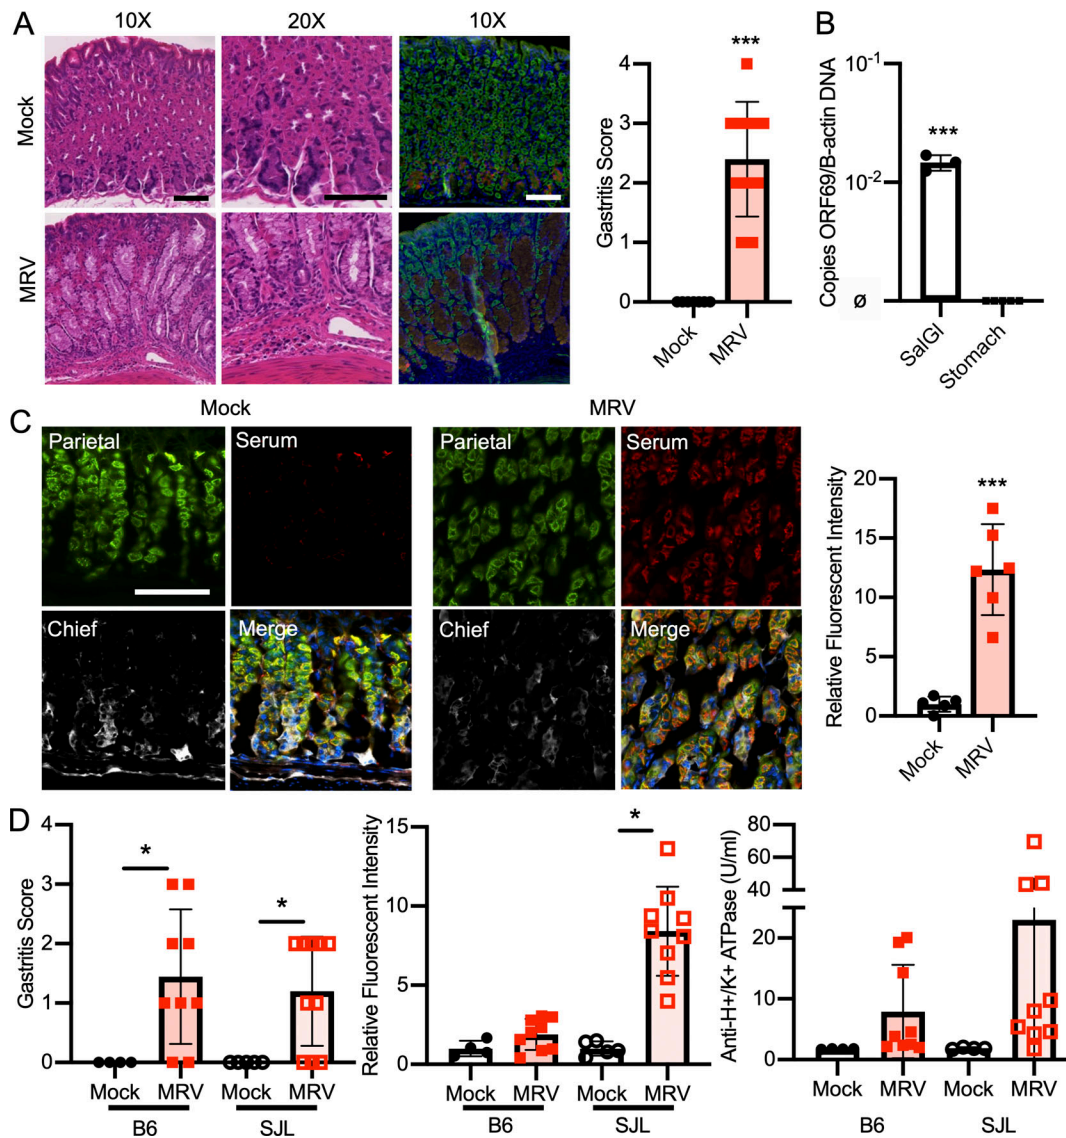 A
10X
20X
10X
Mock
MRV
Gastritis Score
4
3
2
1
0
***
Mock
MRV
B
Copies ORF69/B-actin DNA
10-1
10-2
ø
***
SalGl
Stomach
C
Mock
MRV
Parietal
Serum
Parietal
Serum
Chief
Merge
Chief
Merge
Relative Fluorescent Intensity
20
15
10
5
0
***
Mock
MRV
D
Gastritis Score
4
3
2
1
0
*
*
Mock
MRV
Mock
MRV
B6
SJL
Relative Fluorescent Intensity
15
10
5
0
*
Mock
MRV
Mock
MRV
B6
SJL
Anti-H+/K+ ATPase (U/ml)
80
60
40
20
10
0
Mock
MRV
Mock
MRV
B6
SJL